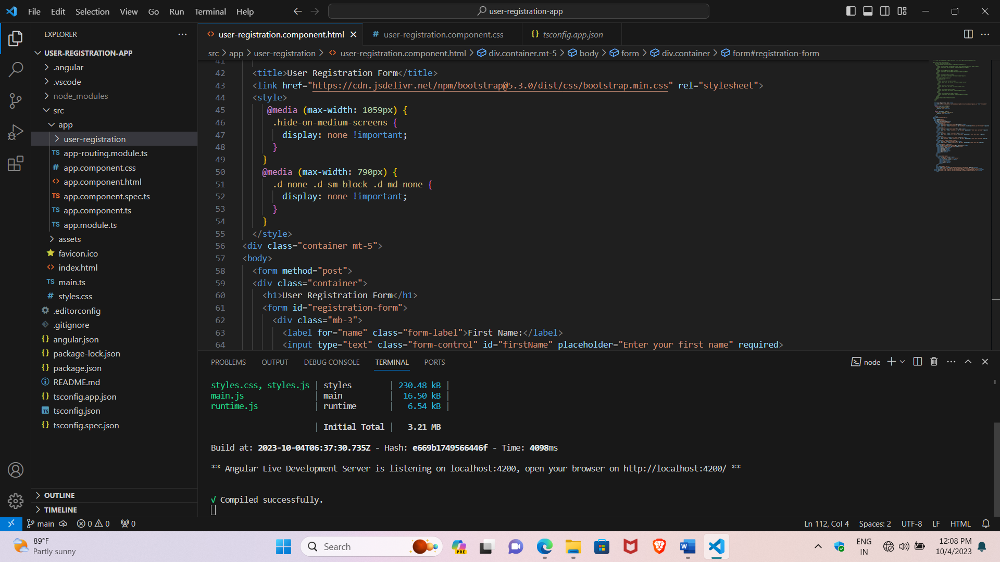 File Edit Selection View Go Run Terminal Help
user-registration-app
EXPLORER
USER-REGISTRATION-APP
.angular
.vscode
node_modules
src
app
user-registration
TS app-routing.module.ts
# app.component.css
<> app.component.html
TS app.component.spec.ts
TS app.component.ts
TS app.module.ts
assets
favicon.ico
<> index.html
TS main.ts
# styles.css
.editorconfig
.gitignore
{} angular.json
{} package-lock.json
{} package.json
README.md
{} tsconfig.app.json
TS tsconfig.json
{} tsconfig.spec.json
OUTLINE
TIMELINE
<> user-registration.component.html
# user-registration.component.css
{} tsconfig.app.json
src > app > user-registration > <> user-registration.component.html > div.container.mt-5 > body > form > div.container > form#registration-form
41
42 <title>User Registration Form</title>
43 <link href="https://cdn.jsdelivr.net/npm/bootstrap@5.3.0/dist/css/bootstrap.min.css" rel="stylesheet">
44 <style>
45 @media (max-width: 1059px) {
46 .hide-on-medium-screens {
47 display: none !important;
48 }
49 }
50 @media (max-width: 790px) {
51 .d-none .d-sm-block .d-md-none {
52 display: none !important;
53 }
54 }
55 </style>
56 <div class="container mt-5">
57 <body>
58 <form method="post">
59 <div class="container">
60 <h1>User Registration Form</h1>
61 <form id="registration-form">
62 <div class="mb-3">
63 <label for="name" class="form-label">First Name:</label>
64 <input type="text" class="form-control" id="firstName" placeholder="Enter your first name" required>
PROBLEMS OUTPUT DEBUG CONSOLE TERMINAL PORTS
node
styles.css, styles.js | styles | 230.48 kB |
main.js | main | 16.50 kB |
runtime.js | runtime | 6.54 kB |
| Initial Total | 3.21 MB
Build at: 2023-10-04T06:37:30.735Z - Hash: e669b1749566446f - Time: 4098ms
** Angular Live Development Server is listening on localhost:4200, open your browser on http://localhost:4200/ **
√ Compiled successfully.
main 0 0 0
Ln 112, Col 4 Spaces: 2 UTF-8 LF HTML
89°F
Partly sunny
Search
PRE
ENG
IN
12:08 PM
10/4/2023